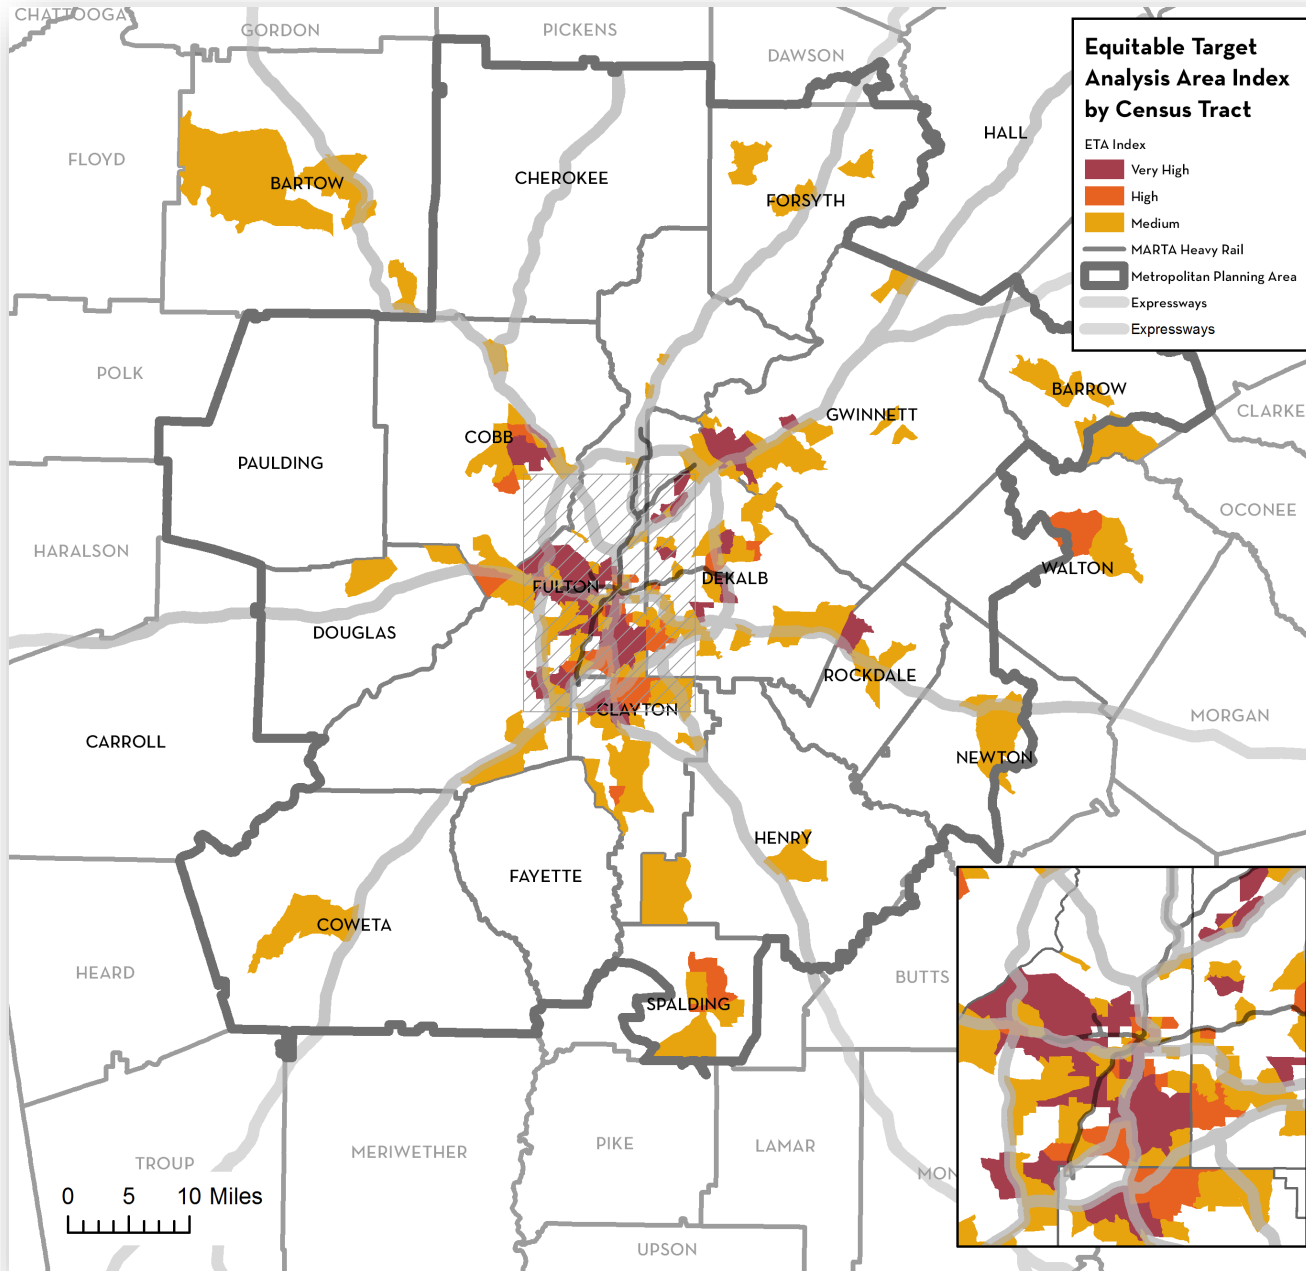 CHATTOOGA
GORDON
PICKENS
DAWSON
Equitable Target
Analysis Area Index
by Census Tract
ETA Index
Very High
High
Medium
MARTA Heavy Rail
Metropolitan Planning Area
Expressways
Expressways
HALL
FLOYD
BARTOW
CHEROKEE
FORSYTH
POLK
BARROW
CLARKE
GWINNETT
COBB
PAULDING
OCONEE
HARALSON
WALTON
FULTON
DEKALB
DOUGLAS
ROCKDALE
CLAYTON
MORGAN
CARROLL
NEWTON
HENRY
FAYETTE
COWETA
HEARD
BUTTS
SPALDING
PIKE
LAMAR
MERIWETHER
TROUP
MON
0 5 10 Miles
UPSON